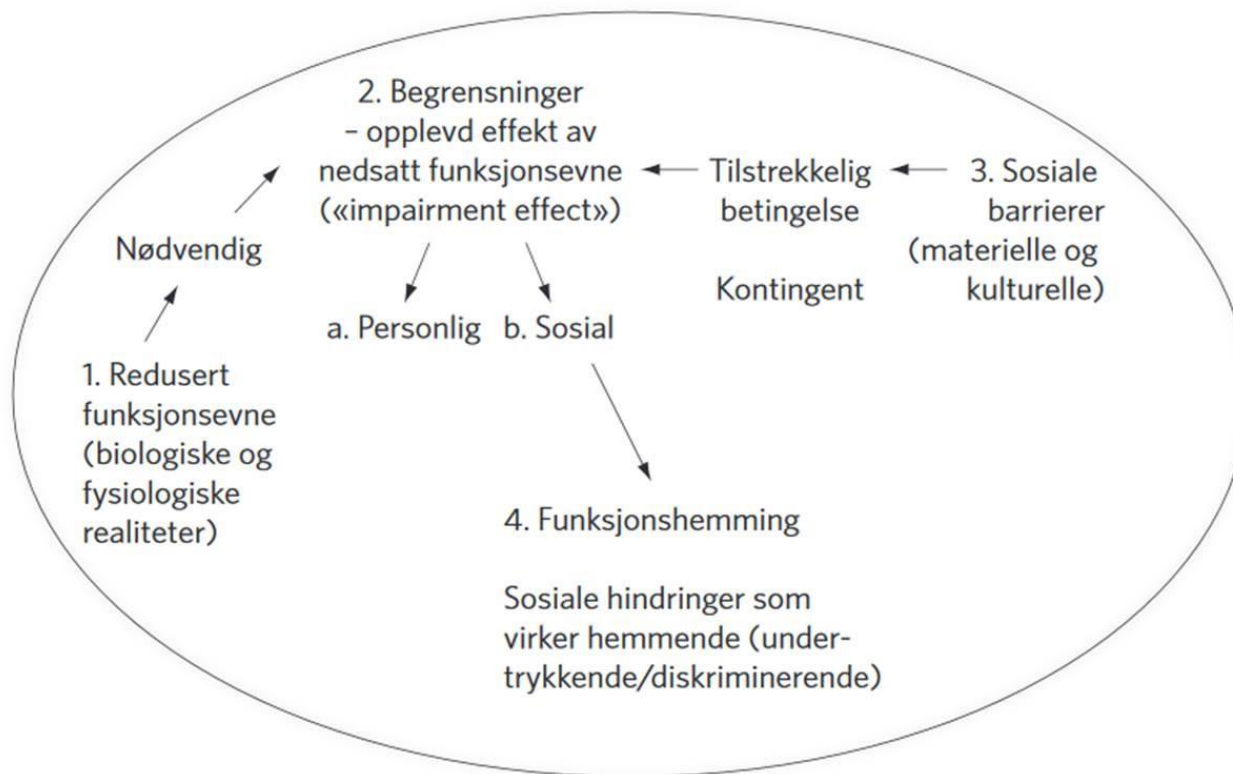 2. Begrensninger
– opplevd effekt av
nedsatt funksjonsevne
(«impairment effect»)
Tilstrekkelig
betingelse
Kontingent
3. Sosiale
barrierer
(materielle og
kulturelle)
Nødvendig
a. Personlig
b. Sosial
1. Redusert
funksjonsevne
(biologiske og
fysiologiske
realiteter)
4. Funksjonshemming
Sosiale hindringer som
virker hemmende (under-
trykkende/diskriminerende)